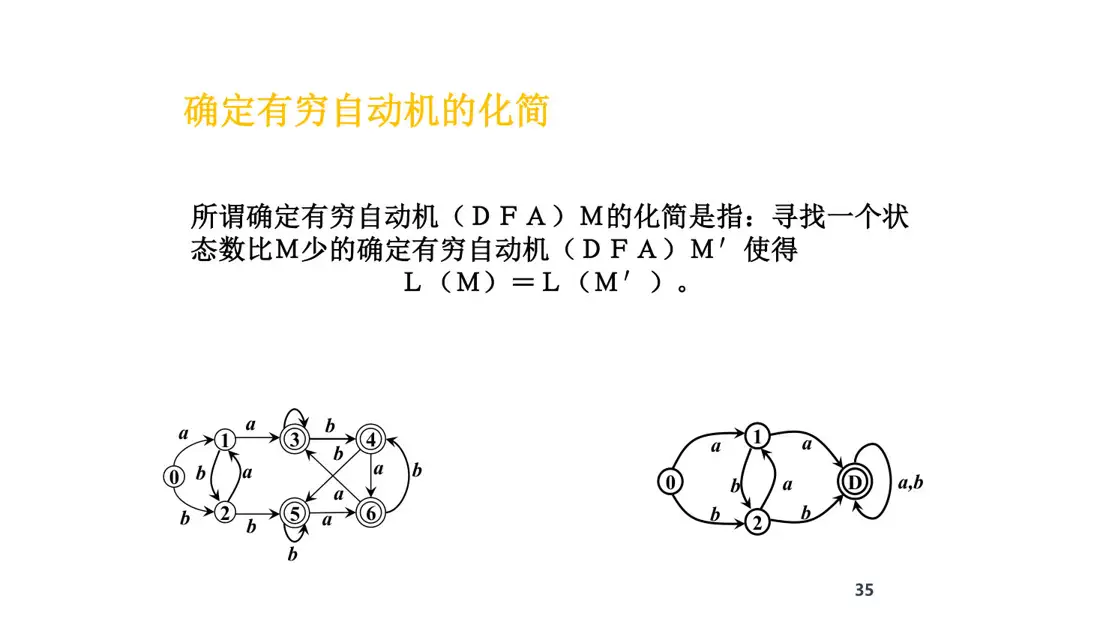 确定有穷自动机的化简
所谓确定有穷自动机（ＤＦＡ）Ｍ的化简是指：寻找一个状
态数比Ｍ少的确定有穷自动机（ＤＦＡ）Ｍ′使得
Ｌ（Ｍ）＝Ｌ（Ｍ′）。
a a b
1 3 4
b
0 b a a b
a
2 5 6
b b a
b
1
a a
0 b a D a,b
b b
2
35